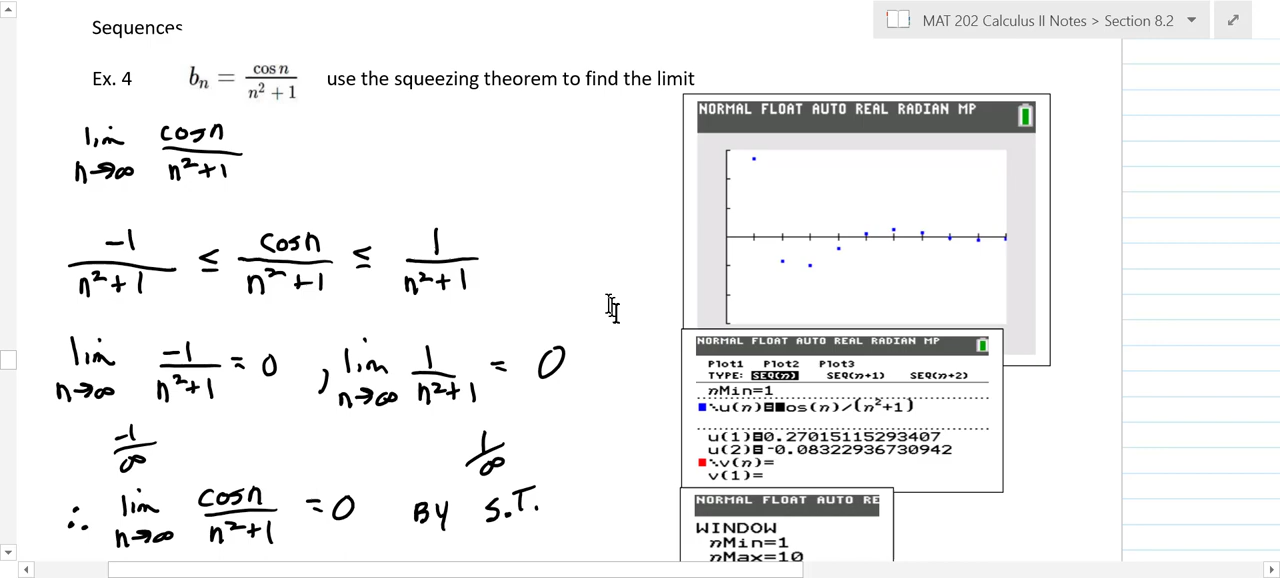 MAT 202 Calculus II Notes > Section 8.2
Sequences
Ex. 4 bₙ = cos n / (n² + 1) use the squeezing theorem to find the limit
lim n→∞ cosn / (n²+1)
-1 / (n²+1) ≤ cosn / (n²+1) ≤ 1 / (n²+1)
lim n→∞ -1 / (n²+1) = 0 , lim n→∞ 1 / (n²+1) = 0
-1/∞ 1/∞
∴ lim n→∞ cosn / (n²+1) = 0 BY S.T.
NORMAL FLOAT AUTO REAL RADIAN MP
NORMAL FLOAT AUTO REAL RADIAN MP
Plot1 Plot2 Plot3
TYPE: SEQ(n) SEQ(n+1) SEQ(n+2)
nMin=1
u(n)=■os(n)/(n²+1)
u(1)=0.27015115293407
u(2)=-0.08322936730942
v(n)=
v(1)=
NORMAL FLOAT AUTO RE
WINDOW
nMin=1
nMax=10